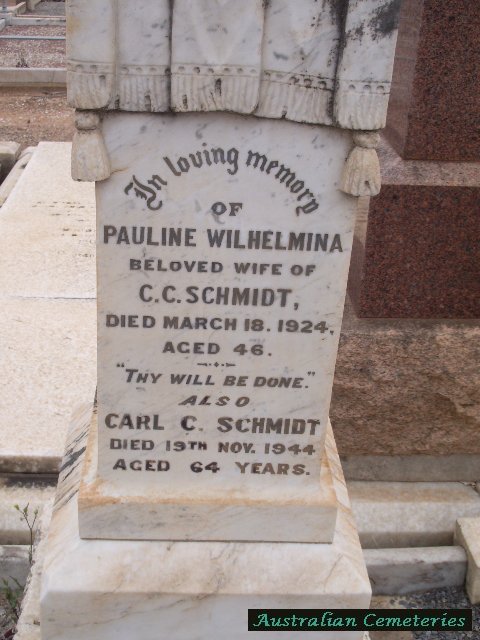 In loving memory
OF
PAULINE WILHELMINA
BELOVED WIFE OF
C.C. SCHMIDT,
DIED MARCH 18. 1924.
AGED 46.
"THY WILL BE DONE."
ALSO
CARL C. SCHMIDT
DIED 19TH NOV. 1944
AGED 64 YEARS.
Australian Cemeteries